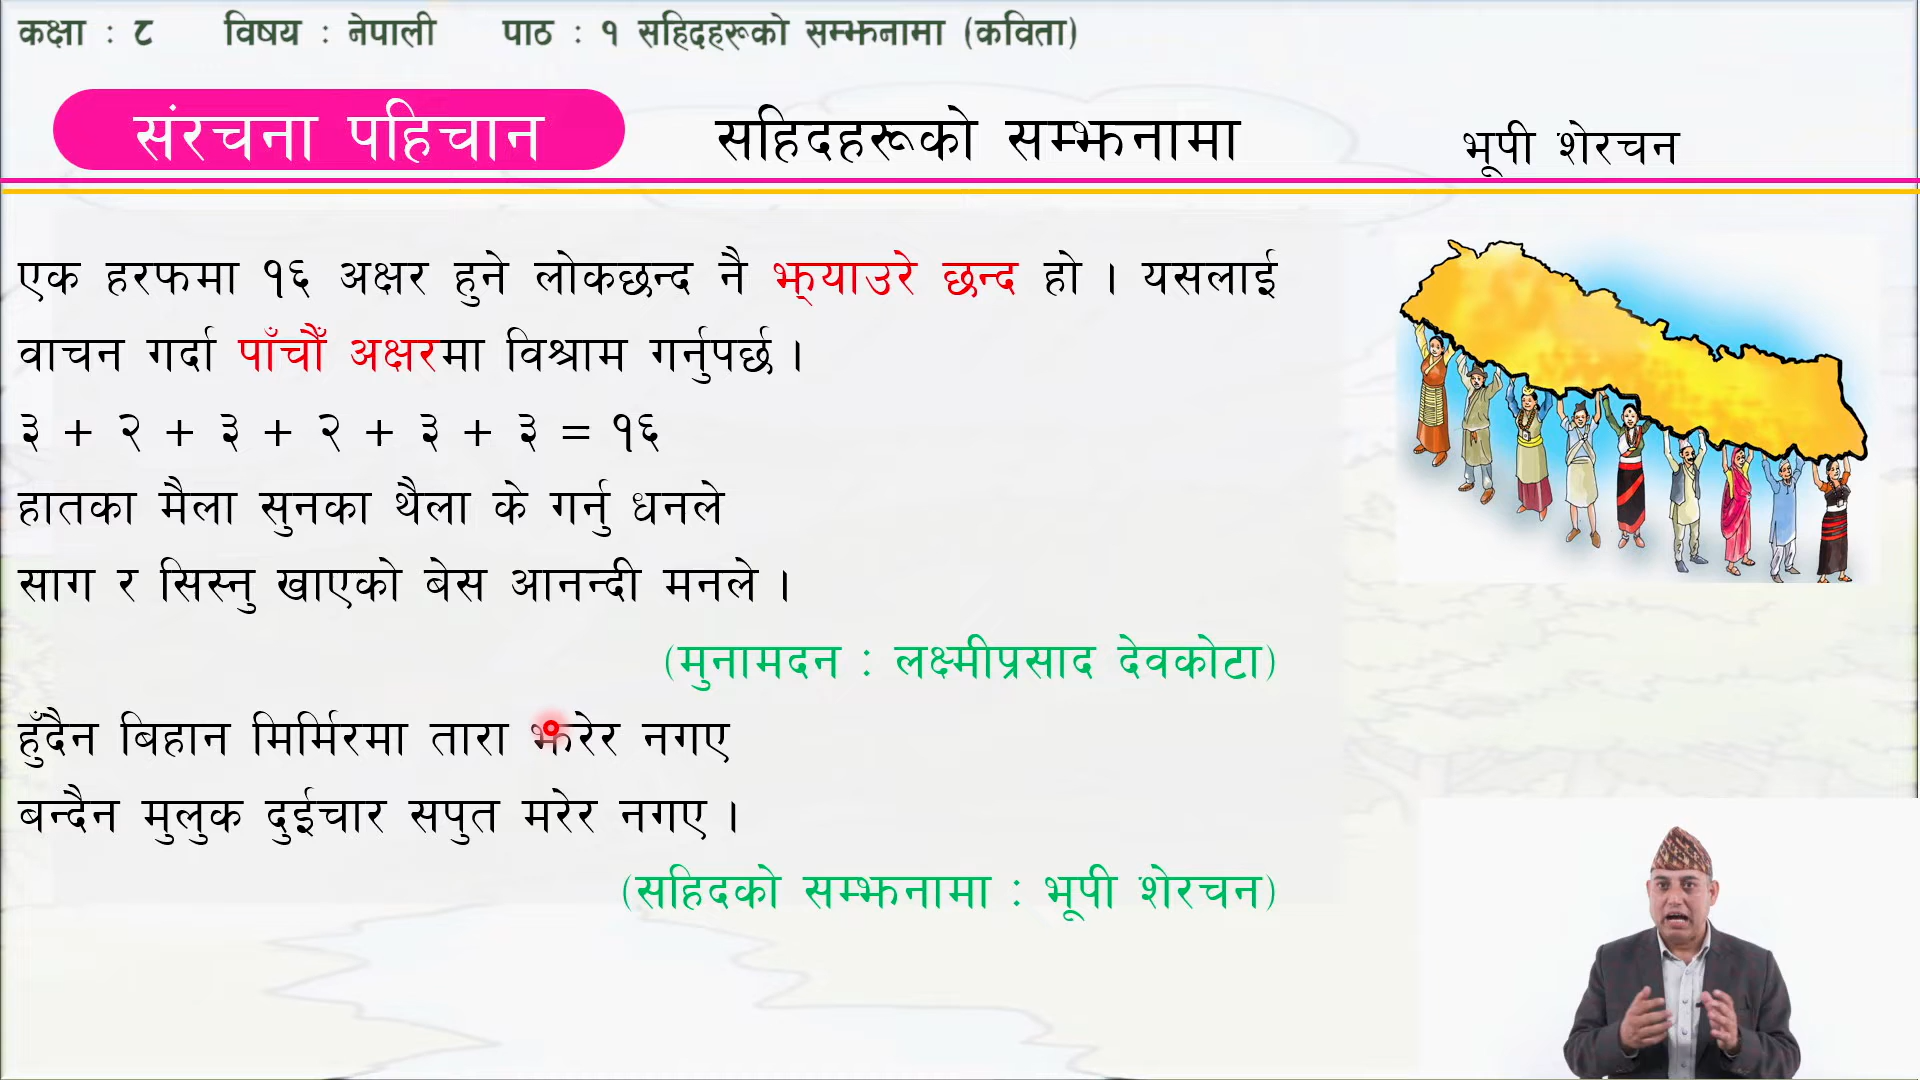 कक्षा : ८ विषय : नेपाली पाठ : १ सहिदहरूको सम्झनामा (कविता)
संरचना पहिचान सहिदहरूको सम्झनामा भूपी शेरचन
एक हरफमा १६ अक्षर हुने लोकछन्द नै झ्याउरे छन्द हो । यसलाई
वाचन गर्दा पाँचौँ अक्षरमा विश्राम गर्नुपर्छ ।
३ + २ + ३ + २ + ३ + ३ = १६
हातका मैला सुनका थैला के गर्नु धनले
साग र सिस्नु खाएको बेस आनन्दी मनले ।
(मुनामदन : लक्ष्मीप्रसाद देवकोटा)
हुँदैन बिहान मिर्मिरमा तारा झरेर नगए
बन्दैन मुलुक दुईचार सपुत मरेर नगए ।
(सहिदको सम्झनामा : भूपी शेरचन)